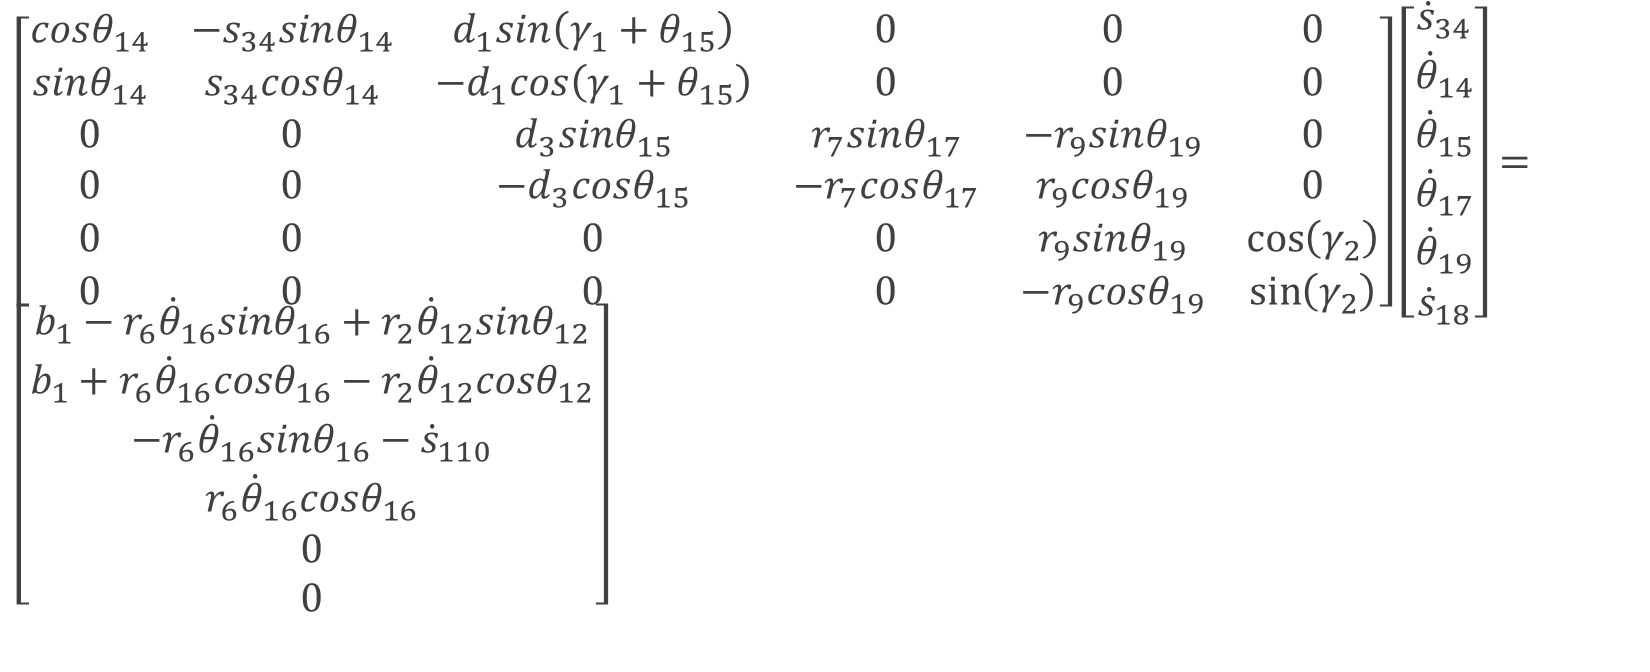 cosθ₁₄ −s₃₄sinθ₁₄ d₁sin(γ₁ + θ₁₅) 0 0 0 ṡ₃₄
sinθ₁₄ s₃₄cosθ₁₄ −d₁cos(γ₁ + θ₁₅) 0 0 0 θ̇₁₄
0 0 d₃sinθ₁₅ r₇sinθ₁₇ −r₉sinθ₁₉ 0 θ̇₁₅ =
0 0 −d₃cosθ₁₅ −r₇cosθ₁₇ r₉cosθ₁₉ 0 θ̇₁₇
0 0 0 0 r₉sinθ₁₉ cos(γ₂) θ̇₁₉
0 0 0 0 −r₉cosθ₁₉ sin(γ₂) ṡ₁₈
b₁ − r₆θ̇₁₆sinθ₁₆ + r₂θ̇₁₂sinθ₁₂
b₁ + r₆θ̇₁₆cosθ₁₆ − r₂θ̇₁₂cosθ₁₂
−r₆θ̇₁₆sinθ₁₆ − ṡ₁₁₀
r₆θ̇₁₆cosθ₁₆
0
0